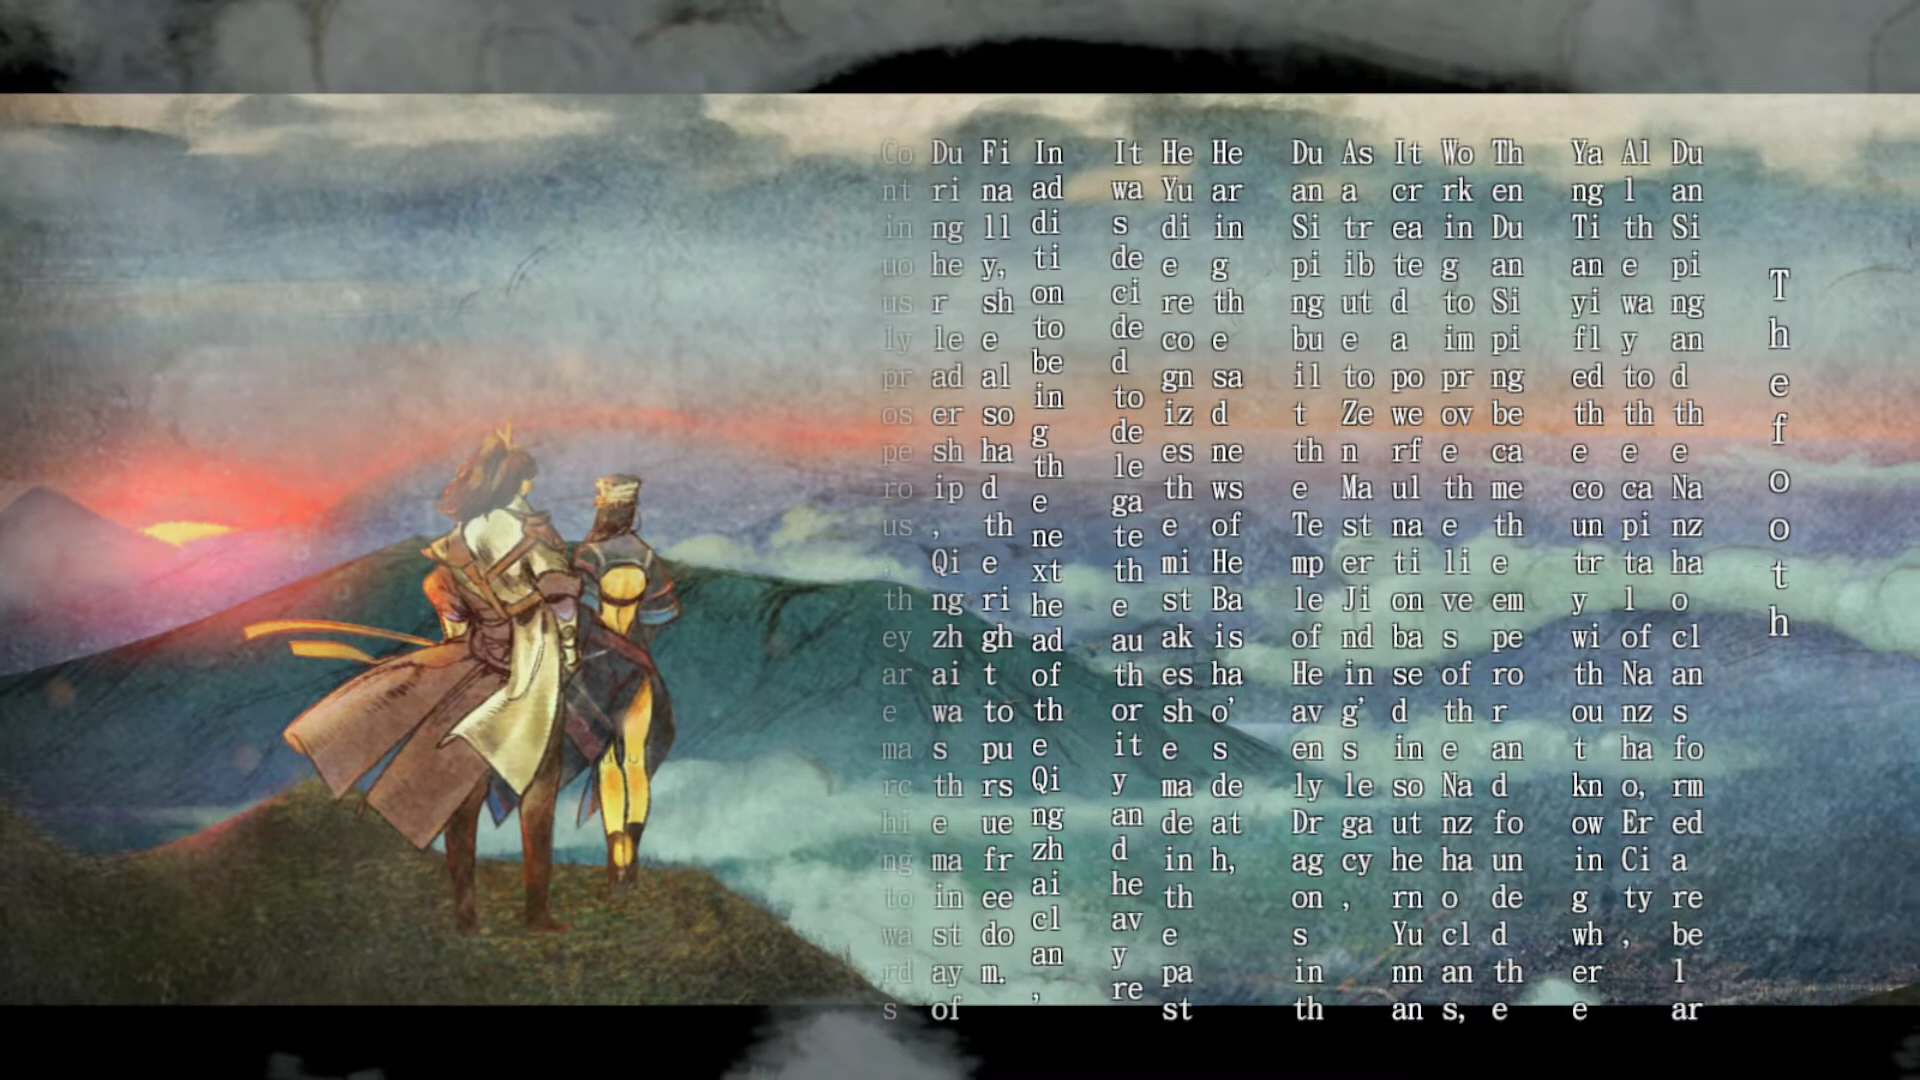 Thefooth
Duan Siping and the Nanzhao clans formed a rebel ar
All the way to the capital of Nanzhao, Er City,
Yang Tianyi fled the country without knowing where
Then Duan Siping became the emperor and founded the
Working to improve the lives of the Nanzhao clans,
It created a powerful nation based in southern Yunnan
As a tribute to Zen Master Jinding's legacy,
Duan Siping built the Temple of Heavenly Dragons in th
Hearing the sad news of He Baishao's death,
He Yudie recognizes the mistakes she made in the past
It was decided to delegate the authority and heavy re
In addition to being the next head of the Qingzhai clan,
Finally, she also had the right to pursue freedom.
During her leadership, Qingzhai was the mainstay of
Continuously prosperous, they are marching towards